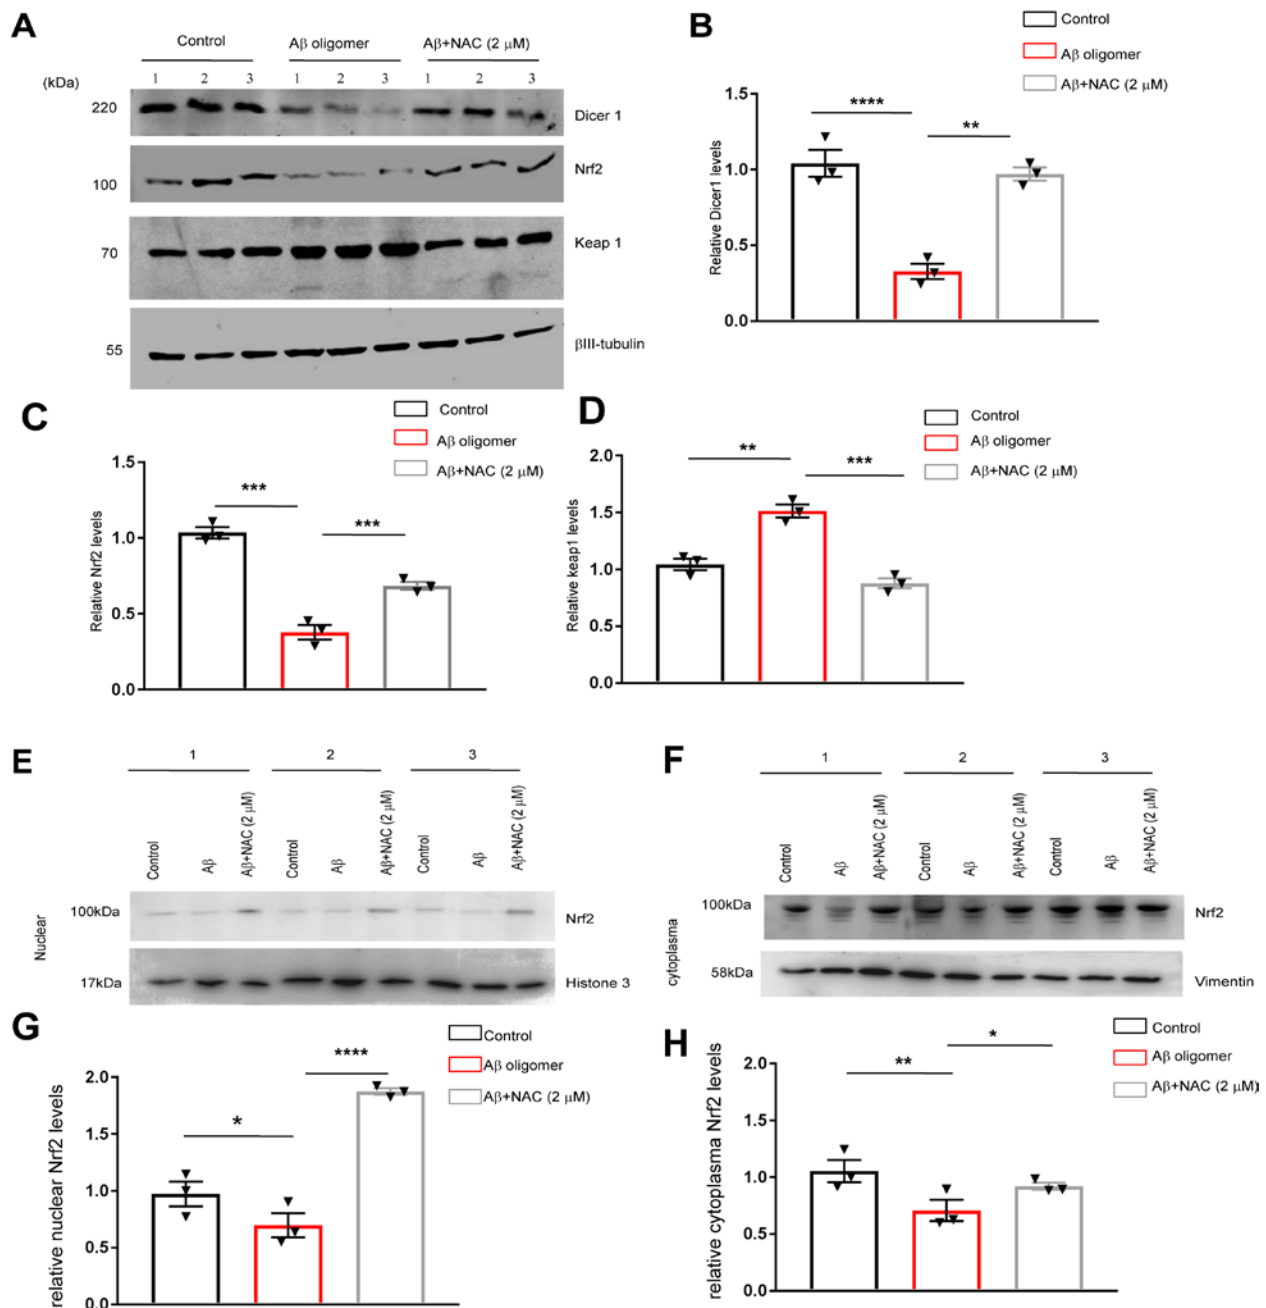 A
Control
Aβ oligomer
Aβ+NAC (2 μM)
(kDa)
1 2 3 1 2 3 1 2 3
220
Dicer 1
100
Nrf2
70
Keap 1
55
βIII-tubulin
B
Control
Aβ oligomer
Aβ+NAC (2 μM)
Relative Dicer1 levels
1.5
1.0
0.5
0.0
****
**
C
Control
Aβ oligomer
Aβ+NAC (2 μM)
Relative Nrf2 levels
1.5
1.0
0.5
0.0
***
***
D
Control
Aβ oligomer
Aβ+NAC (2 μM)
Relative keap1 levels
2.0
1.5
1.0
0.5
0.0
**
***
E
1 2 3
Control
Aβ
Aβ+NAC (2 μM)
Control
Aβ
Aβ+NAC (2 μM)
Control
Aβ
Aβ+NAC (2 μM)
Nuclear
100kDa
Nrf2
17kDa
Histone 3
F
1 2 3
Control
Aβ
Aβ+NAC (2 μM)
Control
Aβ
Aβ+NAC (2 μM)
Control
Aβ
Aβ+NAC (2 μM)
cytoplasma
100kDa
Nrf2
58kDa
Vimentin
G
Control
Aβ oligomer
Aβ+NAC (2 μM)
relative nuclear Nrf2 levels
2.0
1.5
1.0
0.5
0.0
*
****
H
Control
Aβ oligomer
Aβ+NAC (2 μM)
relative cytoplasma Nrf2 levels
2.0
1.5
1.0
0.5
0.0
**
*